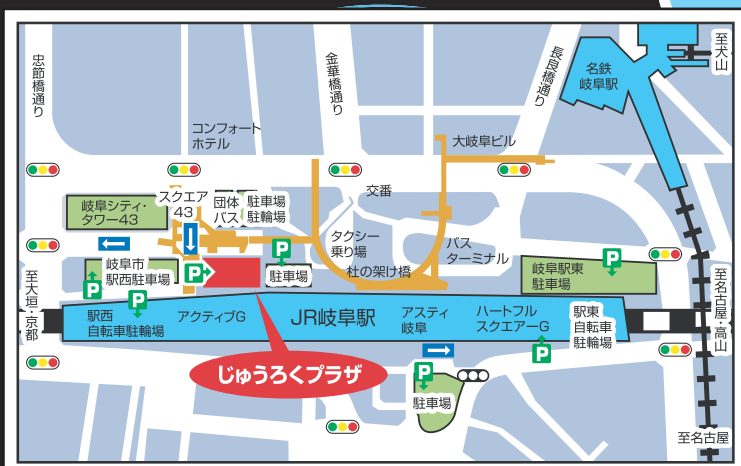 忠節橋通り
金華橋通り
長良橋通り
名鉄
岐阜駅
至犬山
コンフォート
ホテル
大岐阜ビル
岐阜シティ・
タワー43
スクエア
43
団体
バス
駐車場
駐輪場
交番
タクシー
乗り場
バス
ターミナル
杜の架け橋
岐阜市
駅西駐車場
P
P
P
P
駐車場
岐阜駅東
駐車場
P
至大垣・京都
至名古屋・高山
駅西
自転車駐輪場
アクティブG
JR岐阜駅
アスティ
岐阜
ハートフル
スクエアーG
駅東
自転車
駐輪場
P
じゅうろくプラザ
P
駐車場
至名古屋